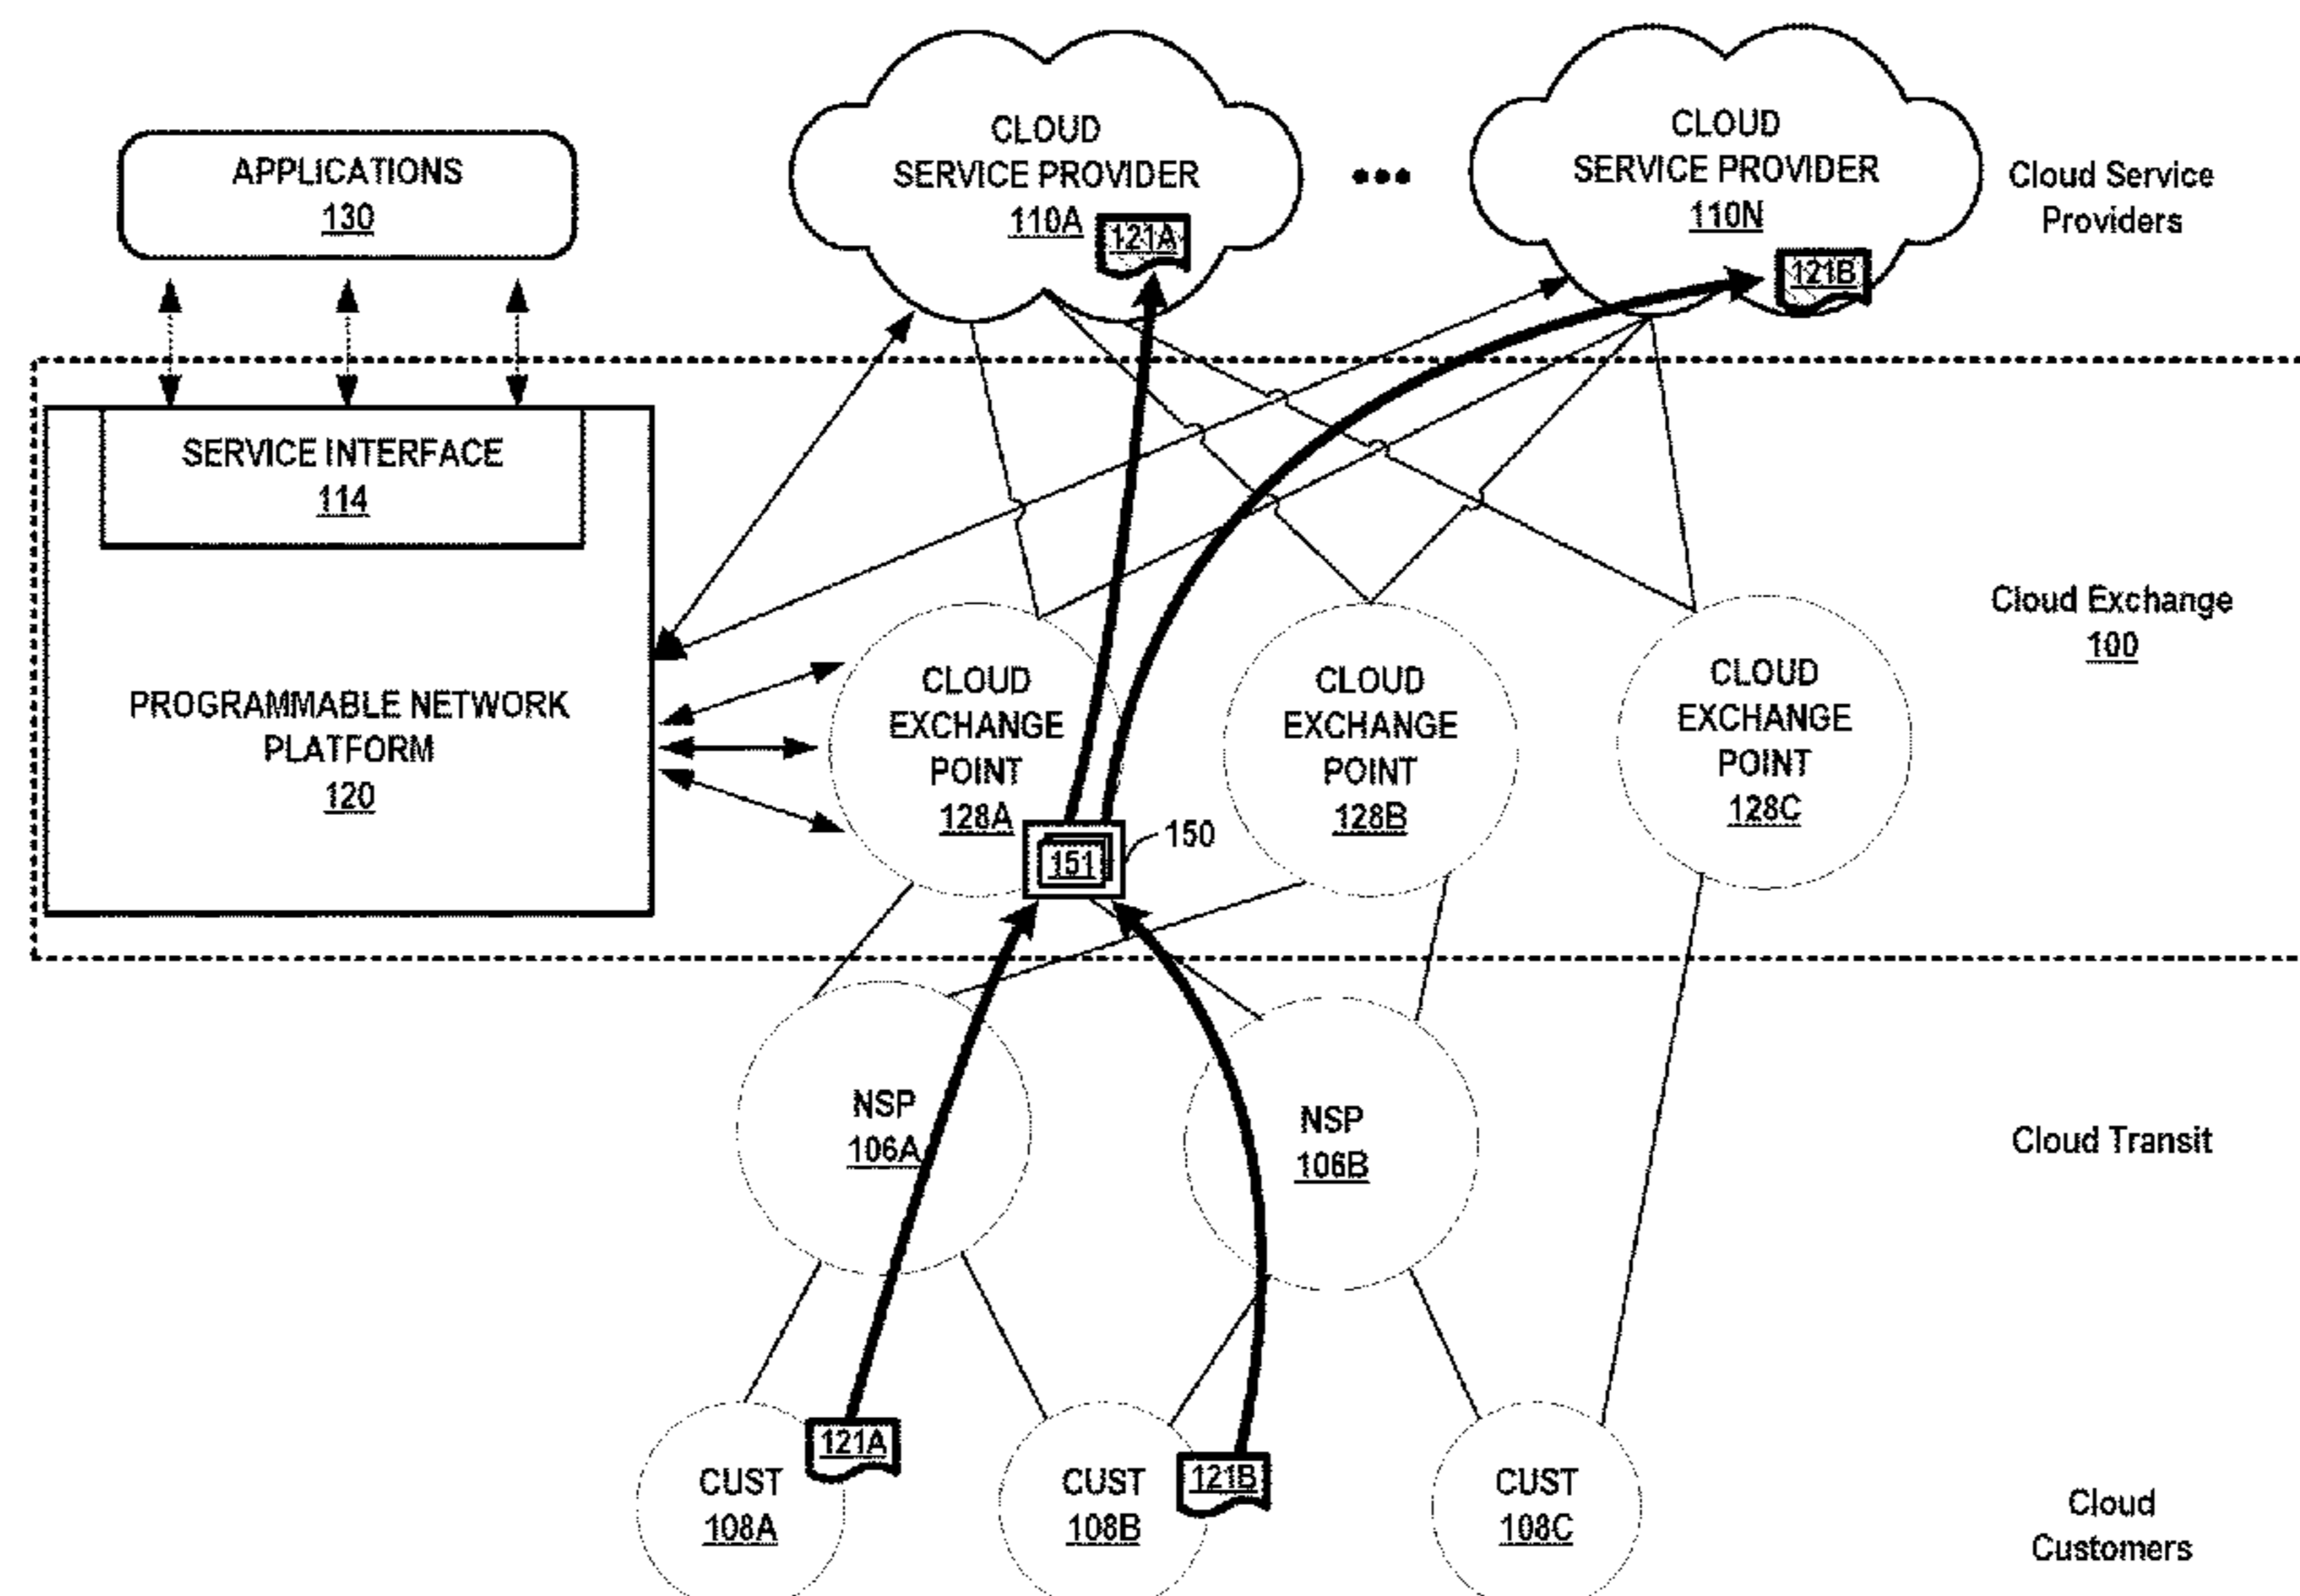 APPLICATIONS
130
CLOUD
SERVICE PROVIDER
110A
121A
•••
CLOUD
SERVICE PROVIDER
110N
121B
Cloud Service
Providers
SERVICE INTERFACE
114
PROGRAMMABLE NETWORK
PLATFORM
120
CLOUD
EXCHANGE
POINT
128A
151
150
CLOUD
EXCHANGE
POINT
128B
CLOUD
EXCHANGE
POINT
128C
Cloud Exchange
100
NSP
106A
NSP
106B
Cloud Transit
CUST
108A
121A
CUST
108B
121B
CUST
108C
Cloud
Customers